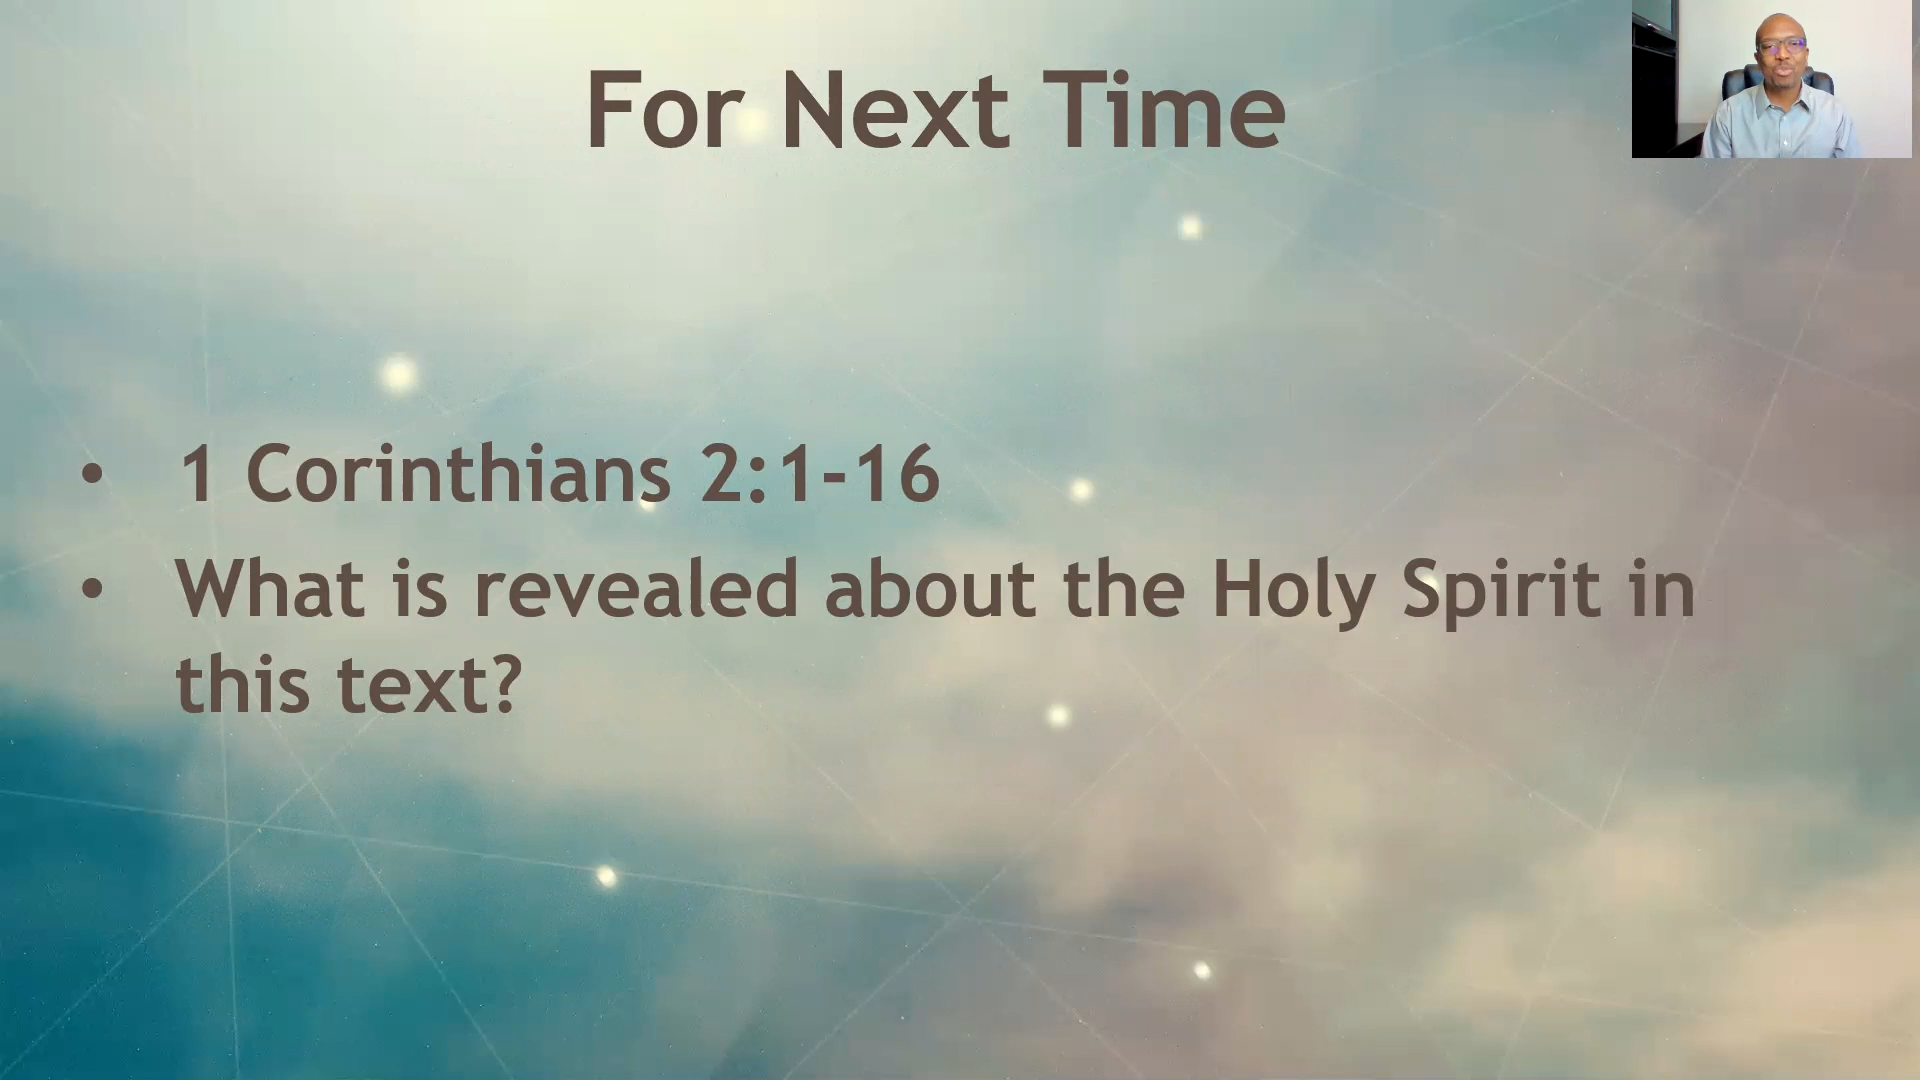 For Next Time
• 1 Corinthians 2:1-16
• What is revealed about the Holy Spirit in
this text?